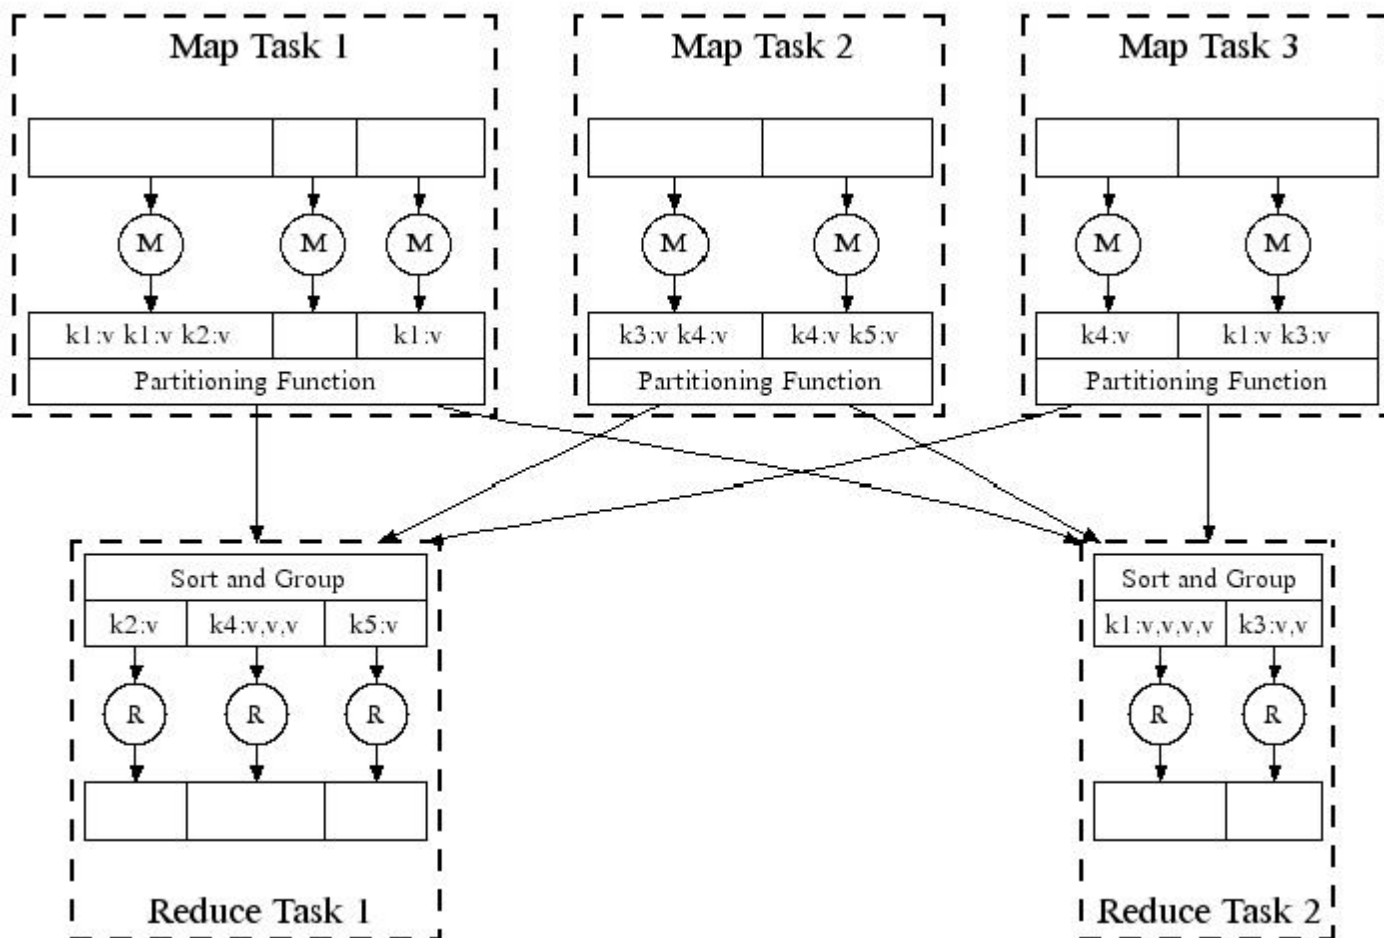 Map Task 1 Map Task 2 Map Task 3
M M M M M M M
k1:v k1:v k2:v k1:v k3:v k4:v k4:v k5:v k4:v k1:v k3:v
Partitioning Function Partitioning Function Partitioning Function
Sort and Group Sort and Group
k2:v k4:v,v,v k5:v k1:v,v,v,v k3:v,v
R R R R R
Reduce Task 1 Reduce Task 2